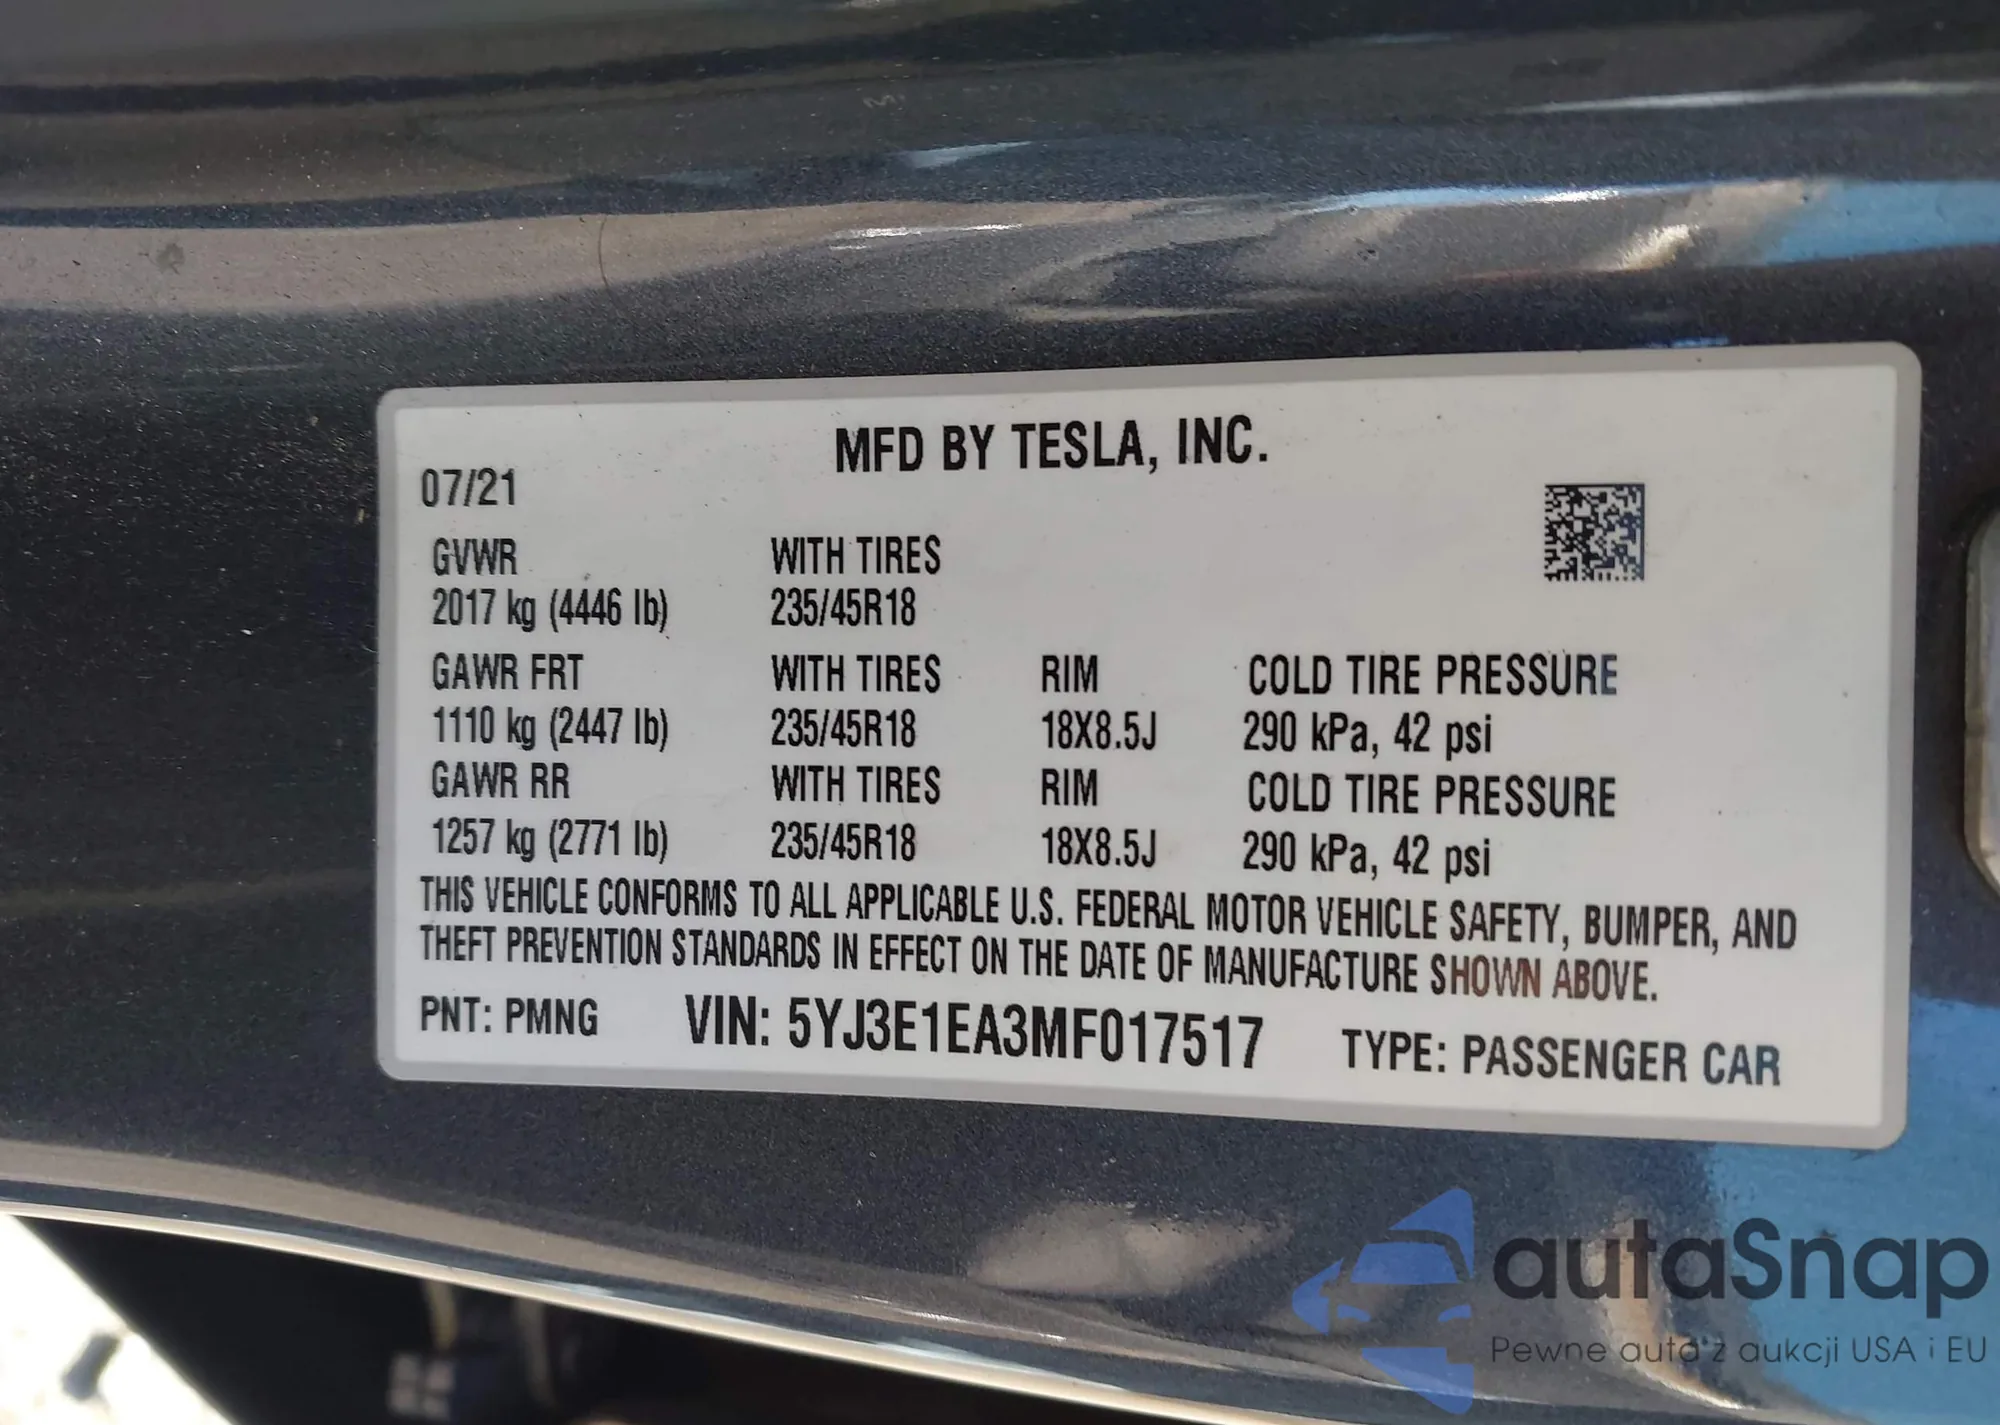 MFD BY TESLA, INC.
07/21
GVWR WITH TIRES
2017 kg (4446 lb) 235/45R18
GAWR FRT WITH TIRES RIM COLD TIRE PRESSURE
1110 kg (2447 lb) 235/45R18 18X8.5J 290 kPa, 42 psi
GAWR RR WITH TIRES RIM COLD TIRE PRESSURE
1257 kg (2771 lb) 235/45R18 18X8.5J 290 kPa, 42 psi
THIS VEHICLE CONFORMS TO ALL APPLICABLE U.S. FEDERAL MOTOR VEHICLE SAFETY, BUMPER, AND
THEFT PREVENTION STANDARDS IN EFFECT ON THE DATE OF MANUFACTURE SHOWN ABOVE.
PNT: PMNG VIN: 5YJ3E1EA3MF017517 TYPE: PASSENGER CAR
autaSnap
Pewne auta z aukcji USA i EU